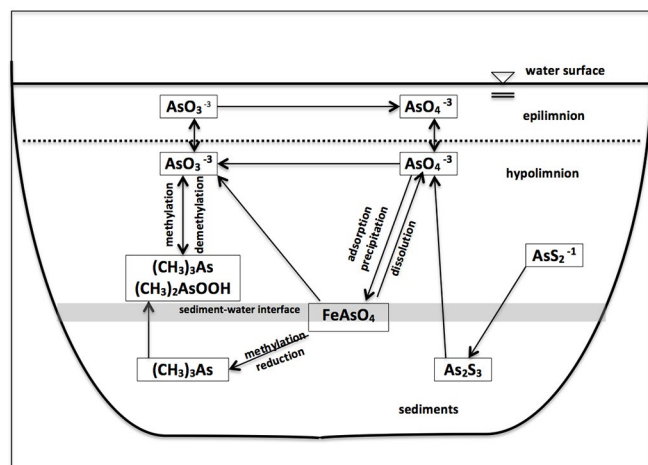 water surface
AsO₃⁻³
AsO₄⁻³
epilimnion
AsO₃⁻³
AsO₄⁻³
hypolimnion
methylation
demethylation
adsorption
precipitation
dissolution
AsS₂⁻¹
(CH₃)₃As
(CH₃)₂AsOOH
sediment-water interface
FeAsO₄
methylation
reduction
(CH₃)₃As
As₂S₃
sediments